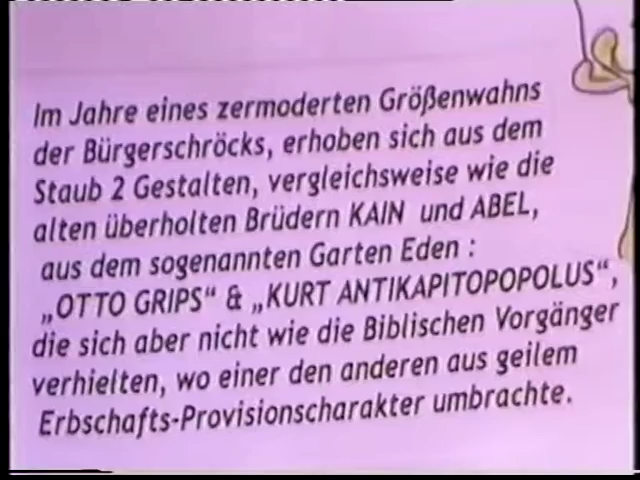 Im Jahre eines zermoderten Größenwahns
der Bürgerschröcks, erhoben sich aus dem
Staub 2 Gestalten, vergleichsweise wie die
alten überholten Brüdern KAIN und ABEL,
aus dem sogenannten Garten Eden :
„OTTO GRIPS“ & „KURT ANTIKAPITOPOPOLUS“,
die sich aber nicht wie die Biblischen Vorgänger
verhielten, wo einer den anderen aus geilem
Erbschafts-Provisionscharakter umbrachte.